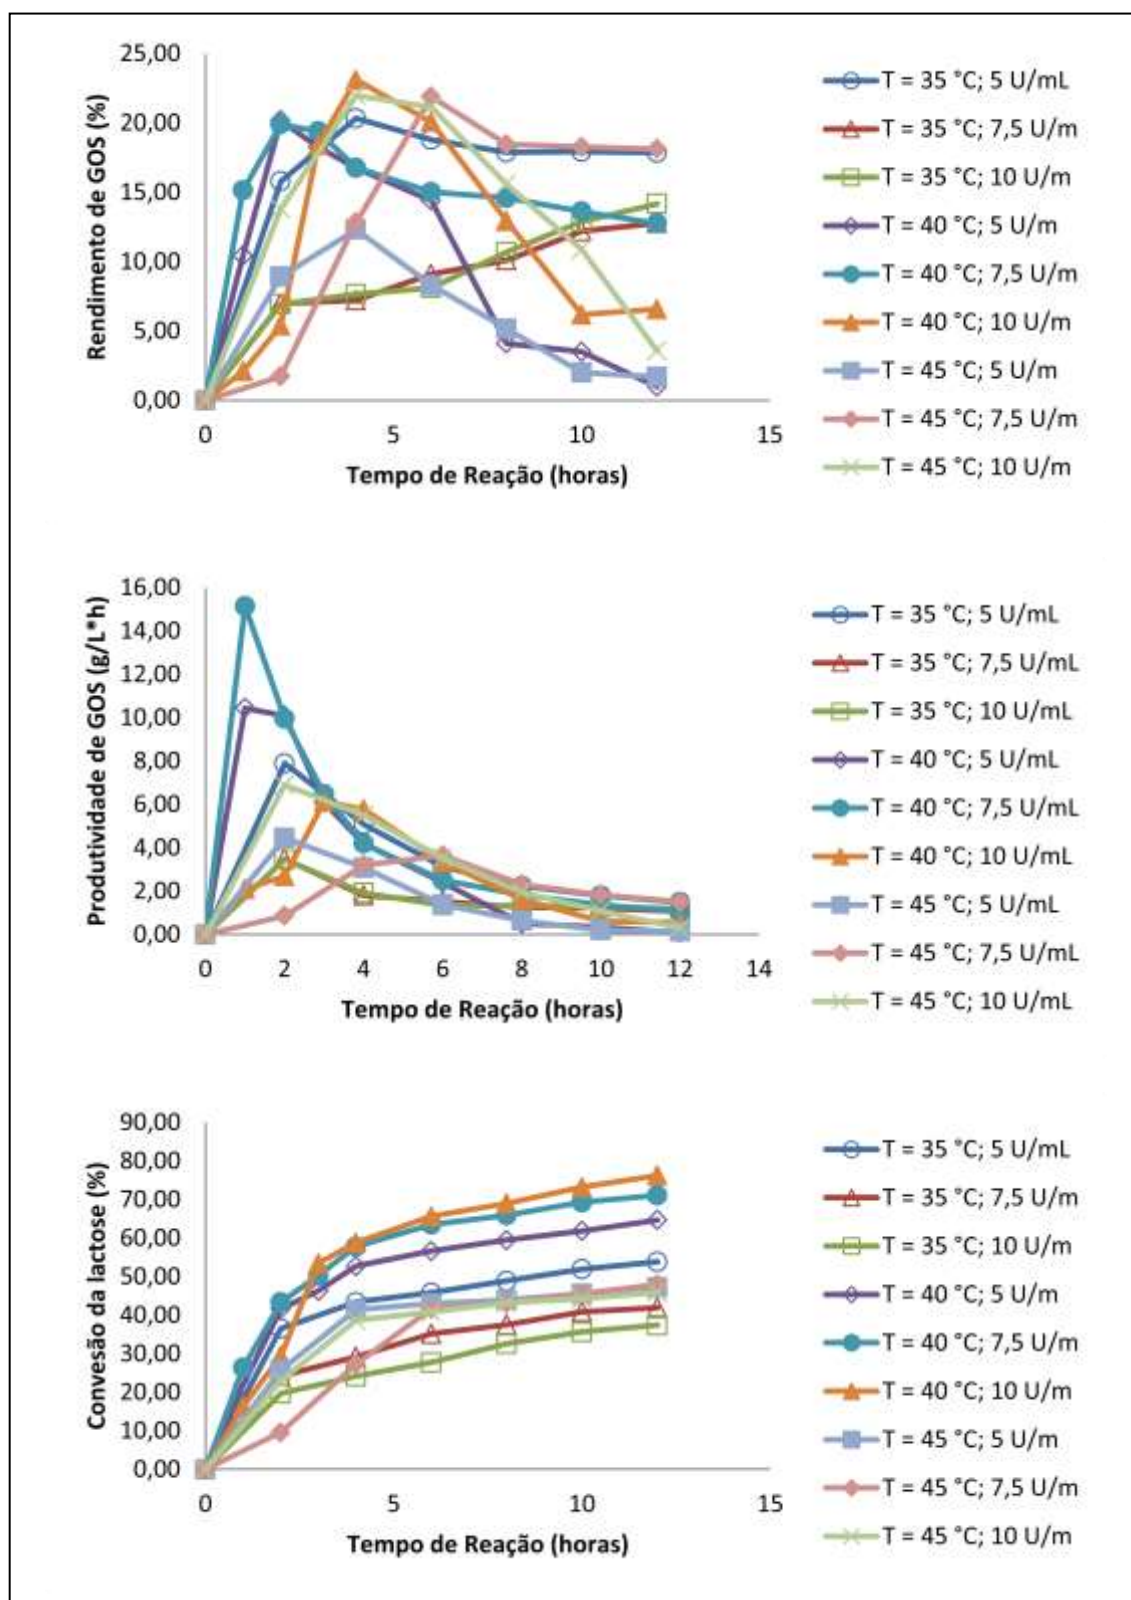 Rendimento de GOS (%)
25,00
20,00
15,00
10,00
5,00
0,00
0
5
10
15
Tempo de Reação (horas)
T = 35 °C; 5 U/mL
T = 35 °C; 7,5 U/m
T = 35 °C; 10 U/m
T = 40 °C; 5 U/m
T = 40 °C; 7,5 U/m
T = 40 °C; 10 U/m
T = 45 °C; 5 U/m
T = 45 °C; 7,5 U/m
T = 45 °C; 10 U/m
Produtividade de GOS (g/L*h)
16,00
14,00
12,00
10,00
8,00
6,00
4,00
2,00
0,00
0
2
4
6
8
10
12
14
Tempo de Reação (horas)
T = 35 °C; 5 U/mL
T = 35 °C; 7,5 U/mL
T = 35 °C; 10 U/mL
T = 40 °C; 5 U/mL
T = 40 °C; 7,5 U/mL
T = 40 °C; 10 U/mL
T = 45 °C; 5 U/mL
T = 45 °C; 7,5 U/mL
T = 45 °C; 10 U/mL
Convesão da lactose (%)
90,00
80,00
70,00
60,00
50,00
40,00
30,00
20,00
10,00
0,00
0
5
10
15
Tempo de Reação (horas)
T = 35 °C; 5 U/mL
T = 35 °C; 7,5 U/m
T = 35 °C; 10 U/m
T = 40 °C; 5 U/m
T = 40 °C; 7,5 U/m
T = 40 °C; 10 U/m
T = 45 °C; 5 U/m
T = 45 °C; 7,5 U/m
T = 45 °C; 10 U/m